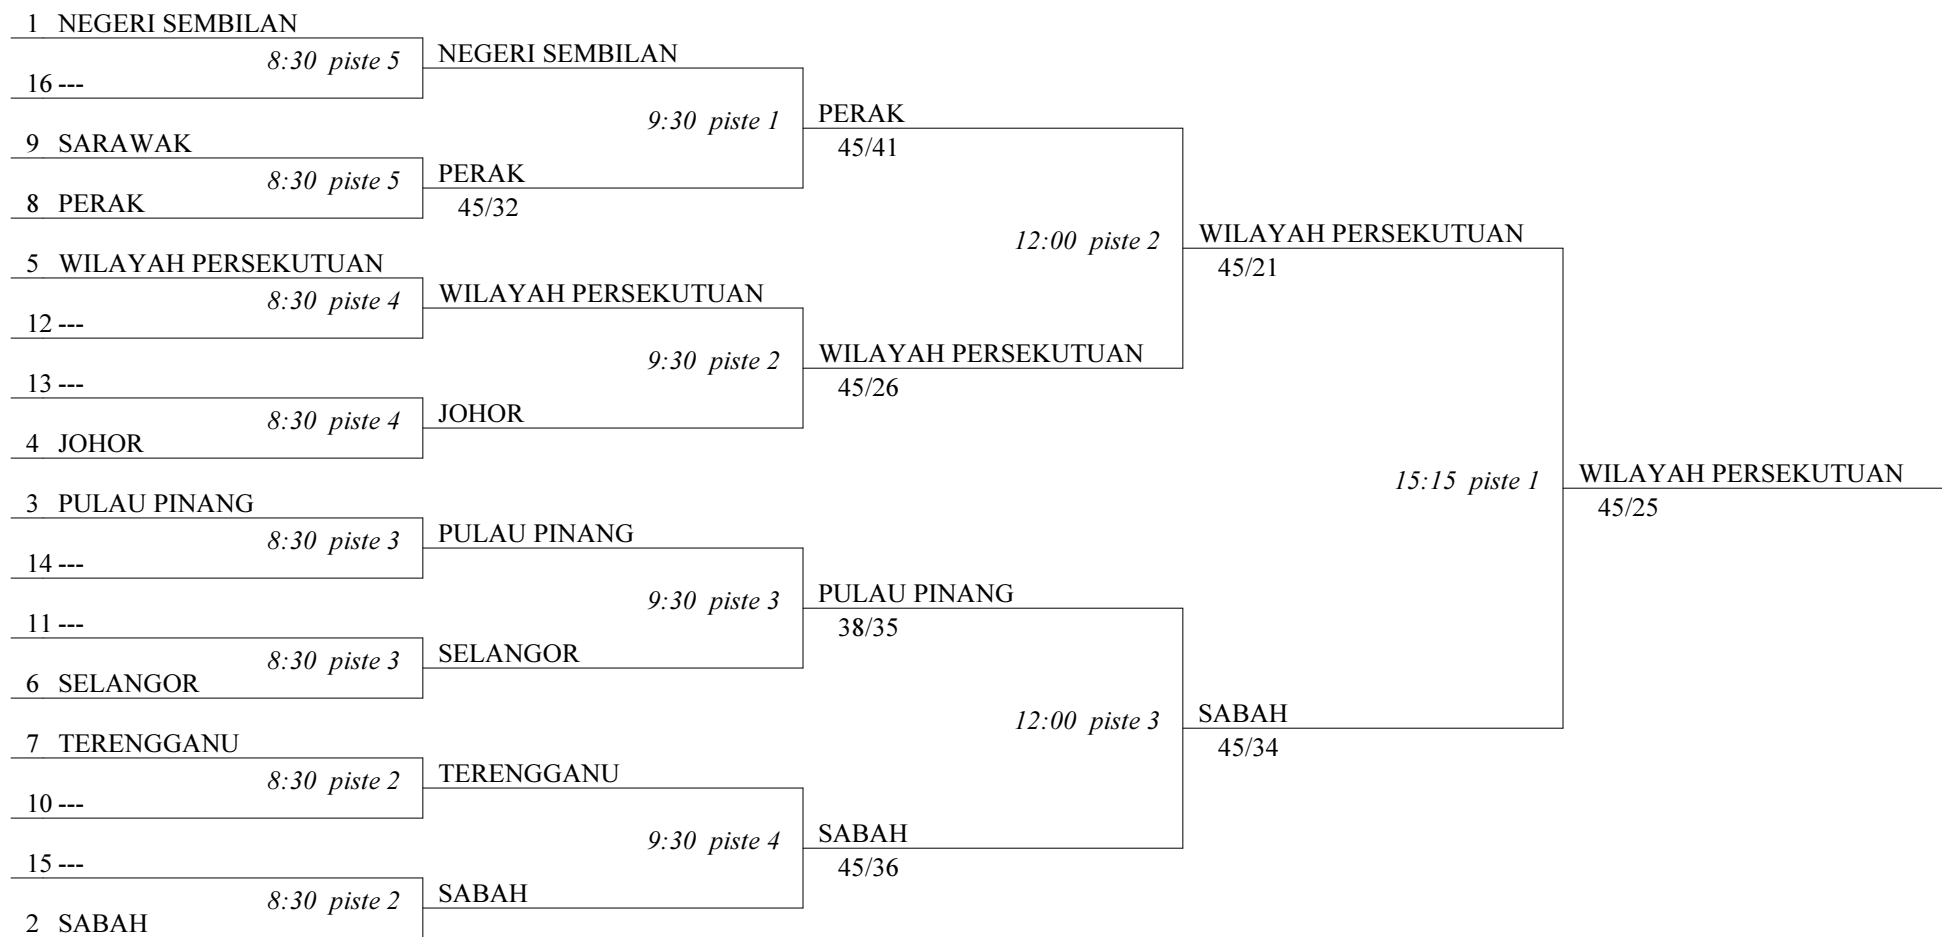 1 NEGERI SEMBILAN
8:30 piste 5
NEGERI SEMBILAN
16 ---
9:30 piste 1
PERAK
45/41
9 SARAWAK
8:30 piste 5
PERAK
45/32
8 PERAK
12:00 piste 2
WILAYAH PERSEKUTUAN
45/21
5 WILAYAH PERSEKUTUAN
8:30 piste 4
WILAYAH PERSEKUTUAN
12 ---
9:30 piste 2
WILAYAH PERSEKUTUAN
45/26
13 ---
8:30 piste 4
JOHOR
4 JOHOR
15:15 piste 1
WILAYAH PERSEKUTUAN
45/25
3 PULAU PINANG
8:30 piste 3
PULAU PINANG
14 ---
9:30 piste 3
PULAU PINANG
38/35
11 ---
8:30 piste 3
SELANGOR
6 SELANGOR
12:00 piste 3
SABAH
45/34
7 TERENGGANU
8:30 piste 2
TERENGGANU
10 ---
9:30 piste 4
SABAH
45/36
15 ---
8:30 piste 2
SABAH
2 SABAH